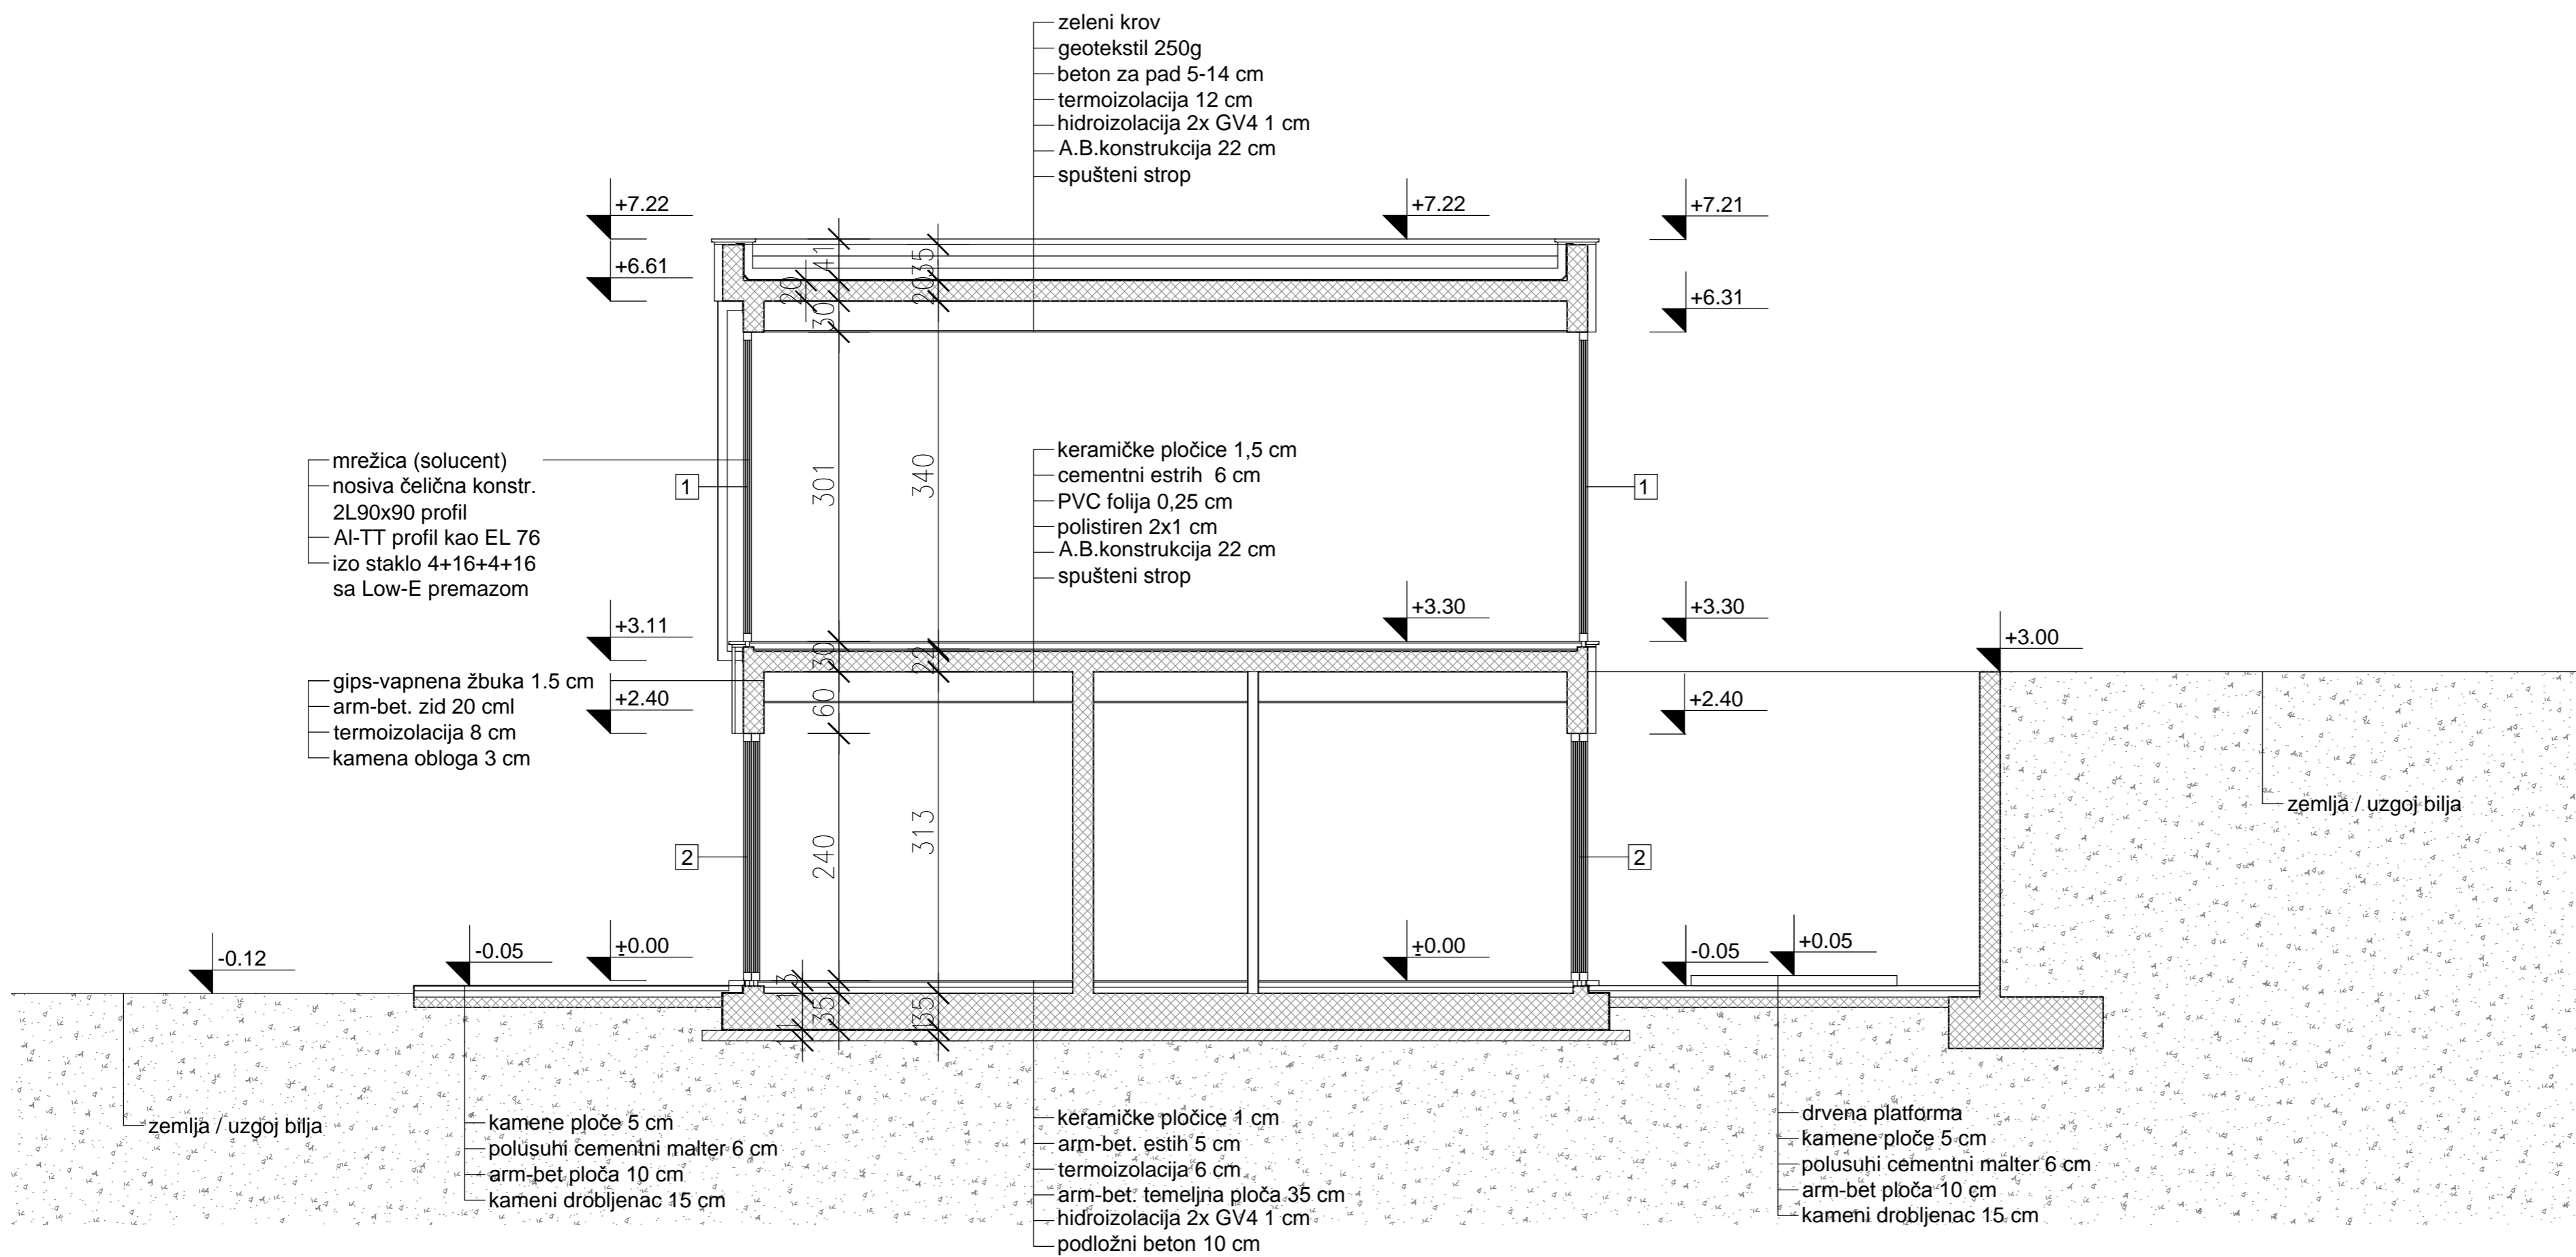 zeleni krov
geotekstil 250g
beton za pad 5-14 cm
termoizolacija 12 cm
hidroizolacija 2x GV4 1 cm
A.B.konstrukcija 22 cm
spušteni strop
+7.22
+7.22
+7.21
+6.61
+6.31
41
35
20
20
30
mrežica (solucent)
nosiva čelična konstr.
2L90x90 profil
Al-TT profil kao EL 76
izo staklo 4+16+4+16
sa Low-E premazom
1
301
340
keramičke pločice 1,5 cm
cementni estrih 6 cm
PVC folija 0,25 cm
polistiren 2x1 cm
A.B.konstrukcija 22 cm
spušteni strop
1
+3.11
+3.30
+3.30
+3.00
30
22
60
gips-vapnena žbuka 1.5 cm
arm-bet. zid 20 cml
termoizolacija 8 cm
kamena obloga 3 cm
+2.40
+2.40
zemlja / uzgoj bilja
2
240
313
2
-0.12
-0.05
±0.00
±0.00
-0.05
+0.05
13
35
35
zemlja / uzgoj bilja
kamene ploče 5 cm
polusuhi cementni malter 6 cm
arm-bet ploča 10 cm
kameni drobljenac 15 cm
keramičke pločice 1 cm
arm-bet. estih 5 cm
termoizolacija 6 cm
arm-bet. temeljna ploča 35 cm
hidroizolacija 2x GV4 1 cm
podložni beton 10 cm
drvena platforma
kamene ploče 5 cm
polusuhi cementni malter 6 cm
arm-bet ploča 10 cm
kameni drobljenac 15 cm